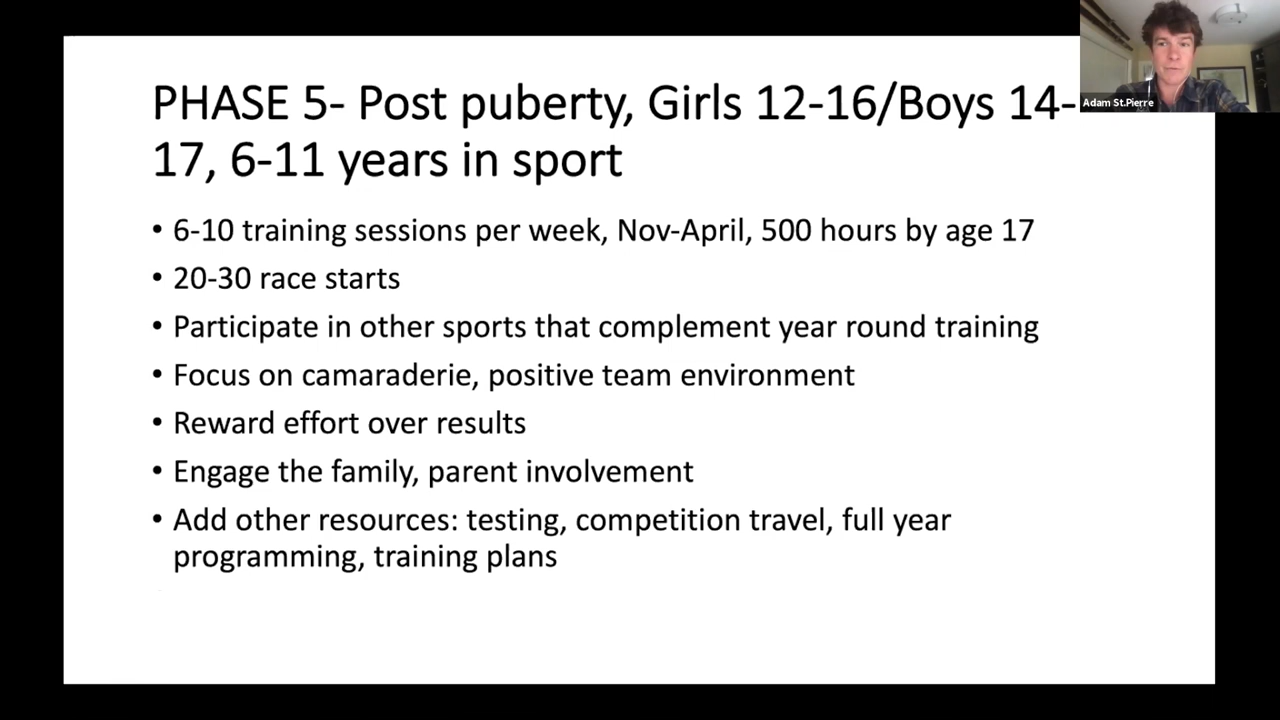 PHASE 5- Post puberty, Girls 12-16/Boys 14-
17, 6-11 years in sport
• 6-10 training sessions per week, Nov-April, 500 hours by age 17
• 20-30 race starts
• Participate in other sports that complement year round training
• Focus on camaraderie, positive team environment
• Reward effort over results
• Engage the family, parent involvement
• Add other resources: testing, competition travel, full year
programming, training plans
Adam St.Pierre